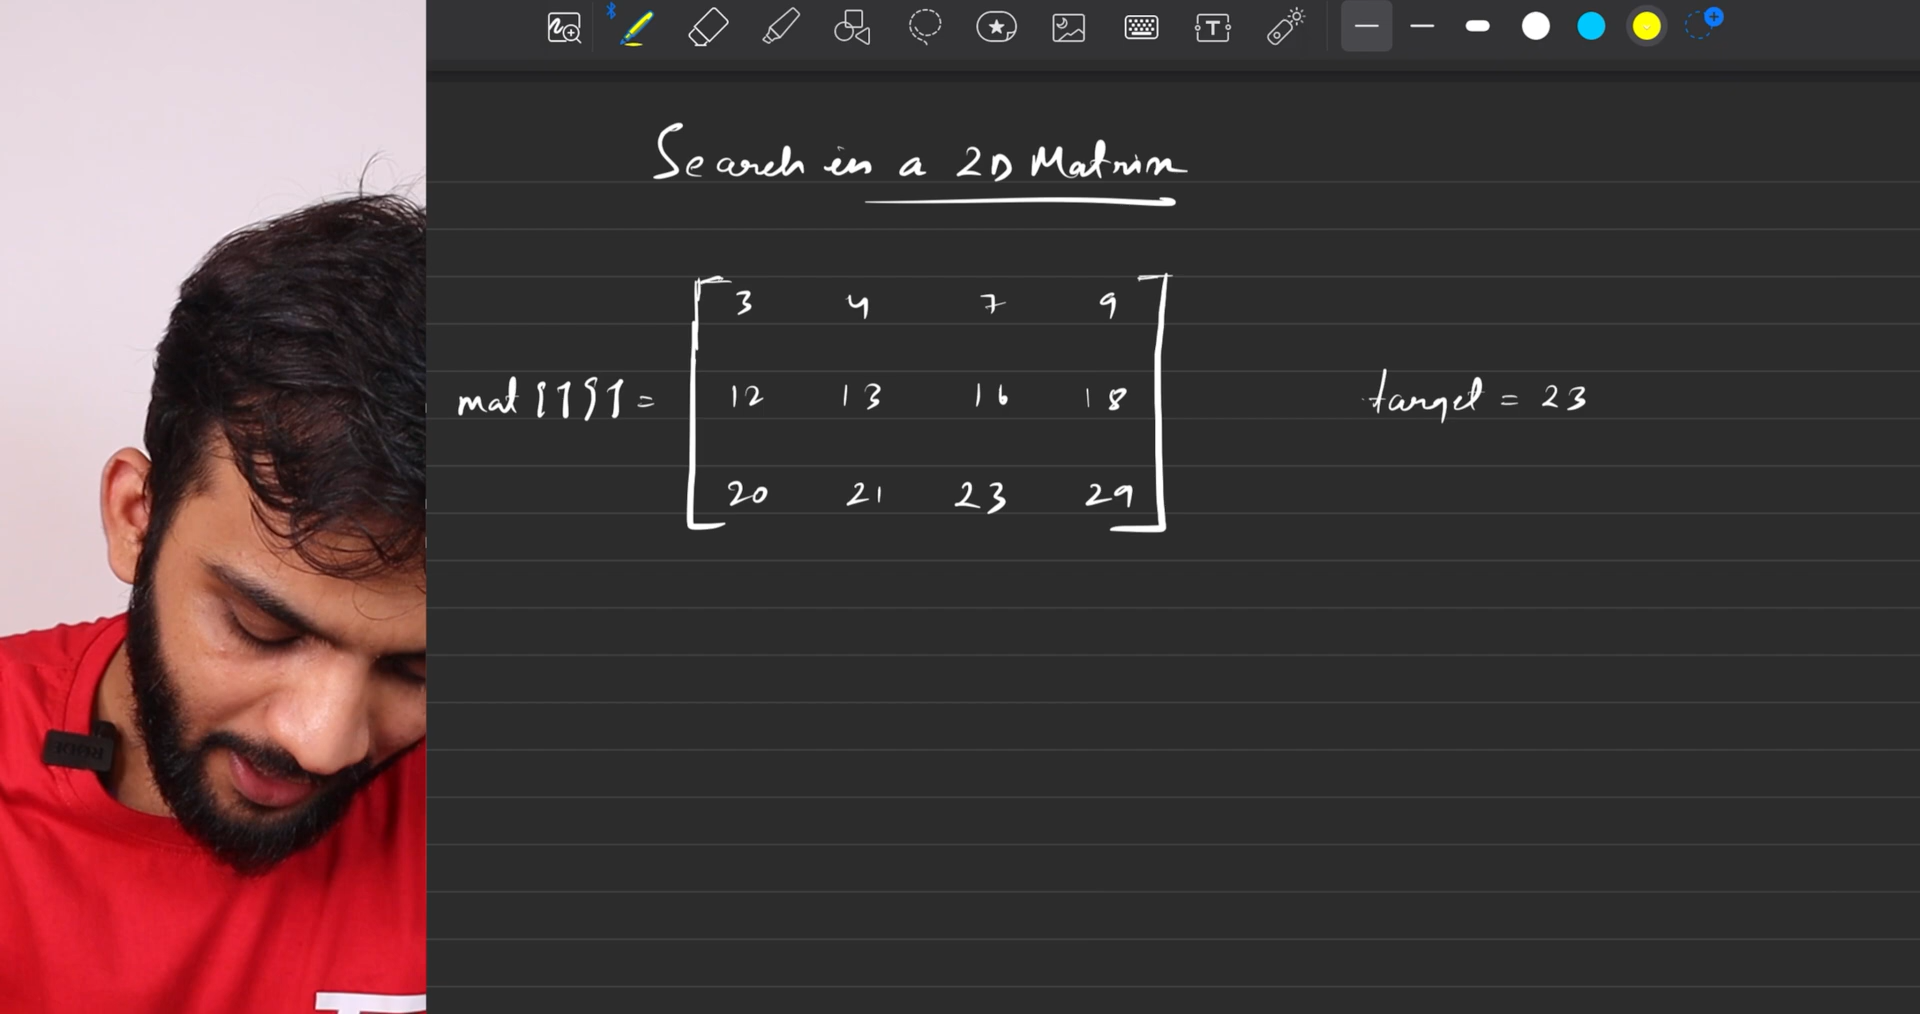 Search in a 2D Matrix
3 4 7 9
mat [ ] [ ] = 12 13 16 18 target = 23
20 21 23 29